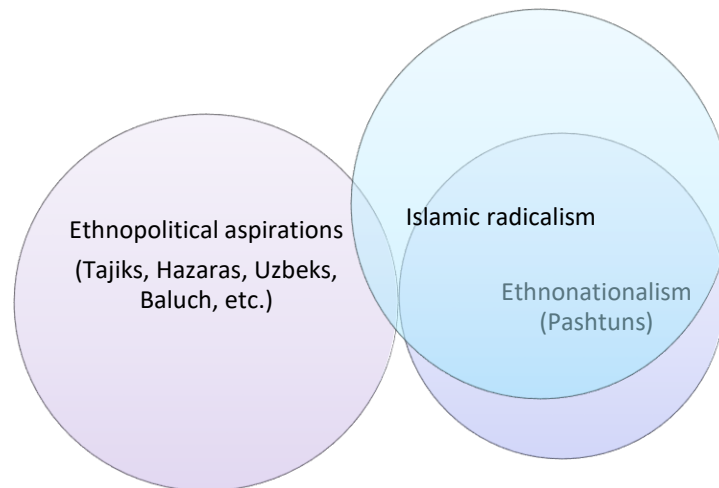 Ethnopolitical aspirations
(Tajiks, Hazaras, Uzbeks,
Baluch, etc.)
Islamic radicalism
Ethnonationalism
(Pashtuns)